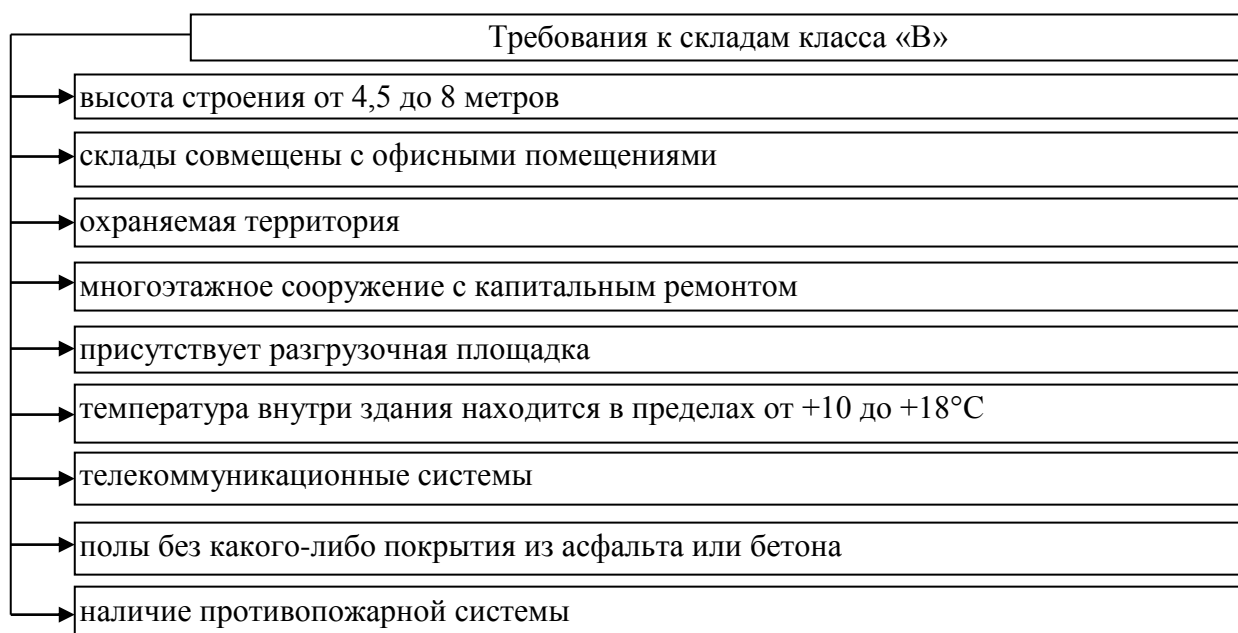 Требования к складам класса «В»
высота строения от 4,5 до 8 метров
склады совмещены с офисными помещениями
охраняемая территория
многоэтажное сооружение с капитальным ремонтом
присутствует разгрузочная площадка
температура внутри здания находится в пределах от +10 до +18°С
телекоммуникационные системы
полы без какого-либо покрытия из асфальта или бетона
наличие противопожарной системы